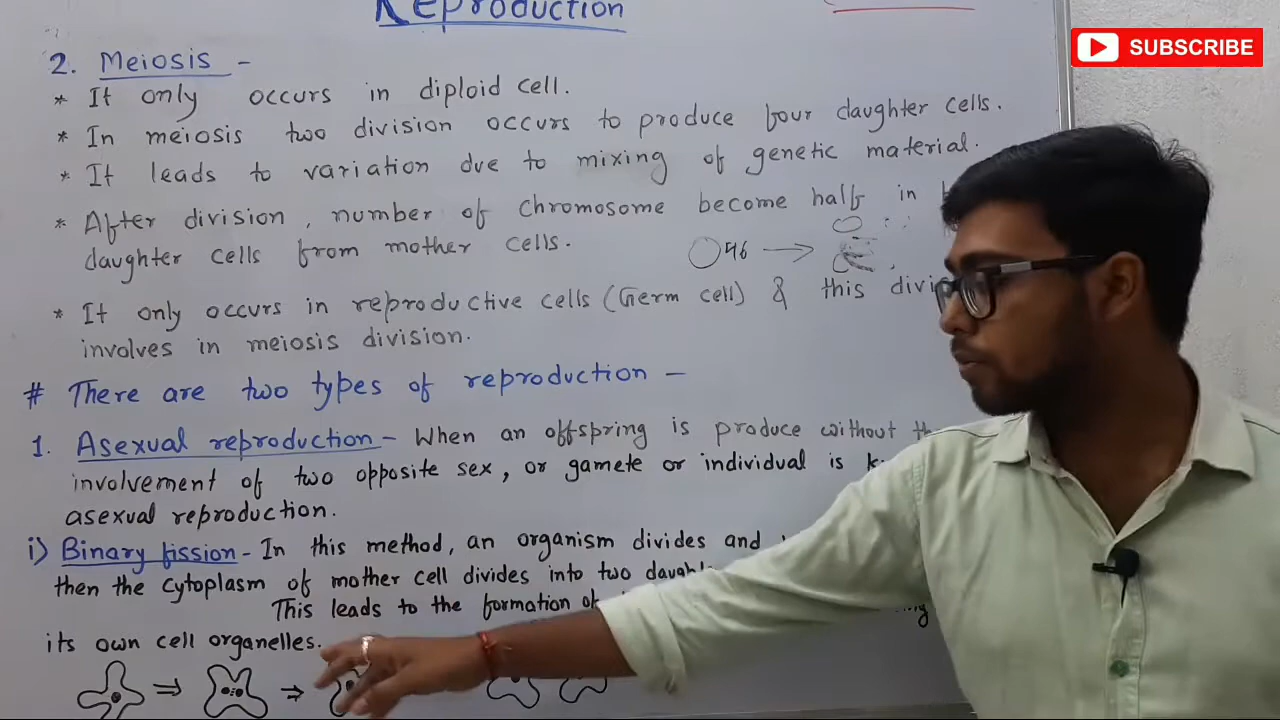 Reproduction
SUBSCRIBE
2. Meiosis -
* It only occurs in diploid cell.
* In meiosis two division occurs to produce four daughter cells.
* It leads to variation due to mixing of genetic material.
* After division, number of chromosome become half in
daughter cells from mother cells.
46 →
* It only occurs in reproductive cells (Germ cell) & this
involves in meiosis division.
# There are two types of reproduction -
1. Asexual reproduction - When an offspring is produce without
involvement of two opposite sex, or gamete or individual is
asexual reproduction.
i) Binary fission - In this method, an organism divides and
then the cytoplasm of mother cell divides into two
This leads to the formation of
its own cell organelles.
⇒ ⇒